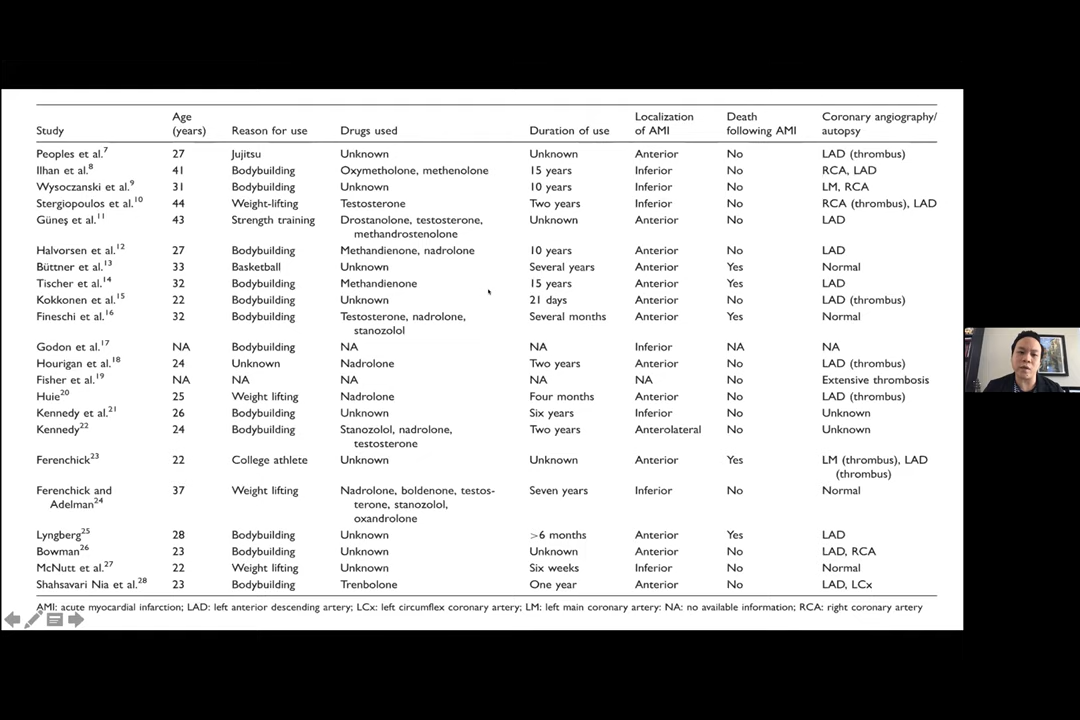 Study Age (years) Reason for use Drugs used Duration of use Localization of AMI Death following AMI Coronary angiography/ autopsy
Peoples et al.7 27 Jujitsu Unknown Unknown Anterior No LAD (thrombus)
Ilhan et al.8 41 Bodybuilding Oxymetholone, methenolone 15 years Inferior No RCA, LAD
Wysoczanski et al.9 31 Bodybuilding Unknown 10 years Inferior No LM, RCA
Stergiopoulos et al.10 44 Weight-lifting Testosterone Two years Inferior No RCA (thrombus), LAD
Güneş et al.11 43 Strength training Drostanolone, testosterone, Unknown Anterior No LAD
methandrostenolone
Halvorsen et al.12 27 Bodybuilding Methandienone, nadrolone 10 years Anterior No LAD
Büttner et al.13 33 Basketball Unknown Several years Anterior Yes Normal
Tischer et al.14 32 Bodybuilding Methandienone 15 years Anterior Yes LAD
Kokkonen et al.15 22 Bodybuilding Unknown 21 days Anterior No LAD (thrombus)
Fineschi et al.16 32 Bodybuilding Testosterone, nadrolone, Several months Anterior Yes Normal
stanozolol
Godon et al.17 NA Bodybuilding NA NA Inferior NA NA
Hourigan et al.18 24 Unknown Nadrolone Two years Anterior No LAD (thrombus)
Fisher et al.19 NA NA NA NA NA No Extensive thrombosis
Huie20 25 Weight lifting Nadrolone Four months Anterior No LAD (thrombus)
Kennedy et al.21 26 Bodybuilding Unknown Six years Inferior No Unknown
Kennedy22 24 Bodybuilding Stanozolol, nadrolone, Two years Anterolateral No Unknown
testosterone
Ferenchick23 22 College athlete Unknown Unknown Anterior Yes LM (thrombus), LAD
(thrombus)
Ferenchick and 37 Weight lifting Nadrolone, boldenone, testos- Seven years Inferior No Normal
Adelman24 terone, stanozolol,
oxandrolone
Lyngberg25 28 Bodybuilding Unknown >6 months Anterior Yes LAD
Bowman26 23 Bodybuilding Unknown Unknown Anterior No LAD, RCA
McNutt et al.27 22 Weight lifting Unknown Six weeks Inferior No Normal
Shahsavari Nia et al.28 23 Bodybuilding Trenbolone One year Anterior No LAD, LCx
AMI: acute myocardial infarction; LAD: left anterior descending artery; LCx: left circumflex coronary artery; LM: left main coronary artery: NA: no available information; RCA: right coronary artery